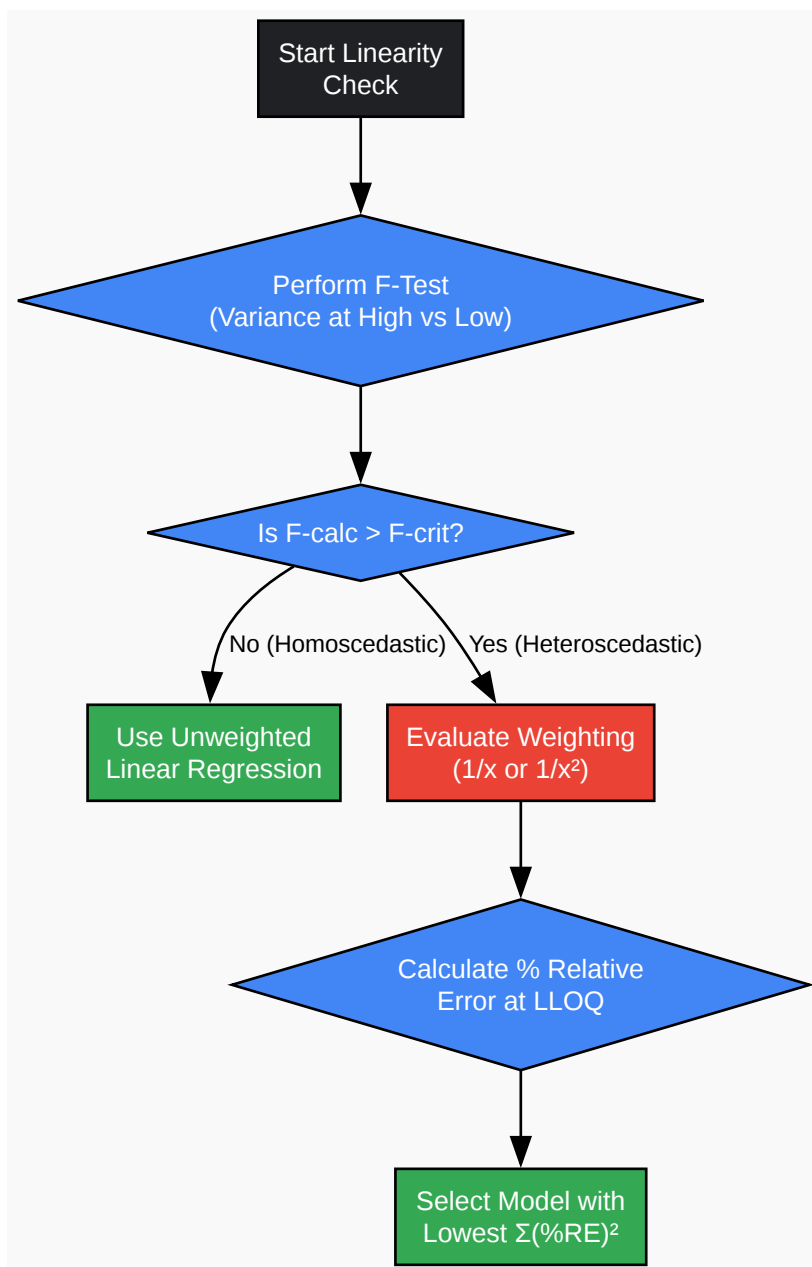 Start Linearity
Check
Perform F-Test
(Variance at High vs Low)
Is F-calc > F-crit?
No (Homoscedastic)
Yes (Heteroscedastic)
Use Unweighted
Linear Regression
Evaluate Weighting
(1/x or 1/x²)
Calculate % Relative
Error at LLOQ
Select Model with
Lowest Σ(%RE)²